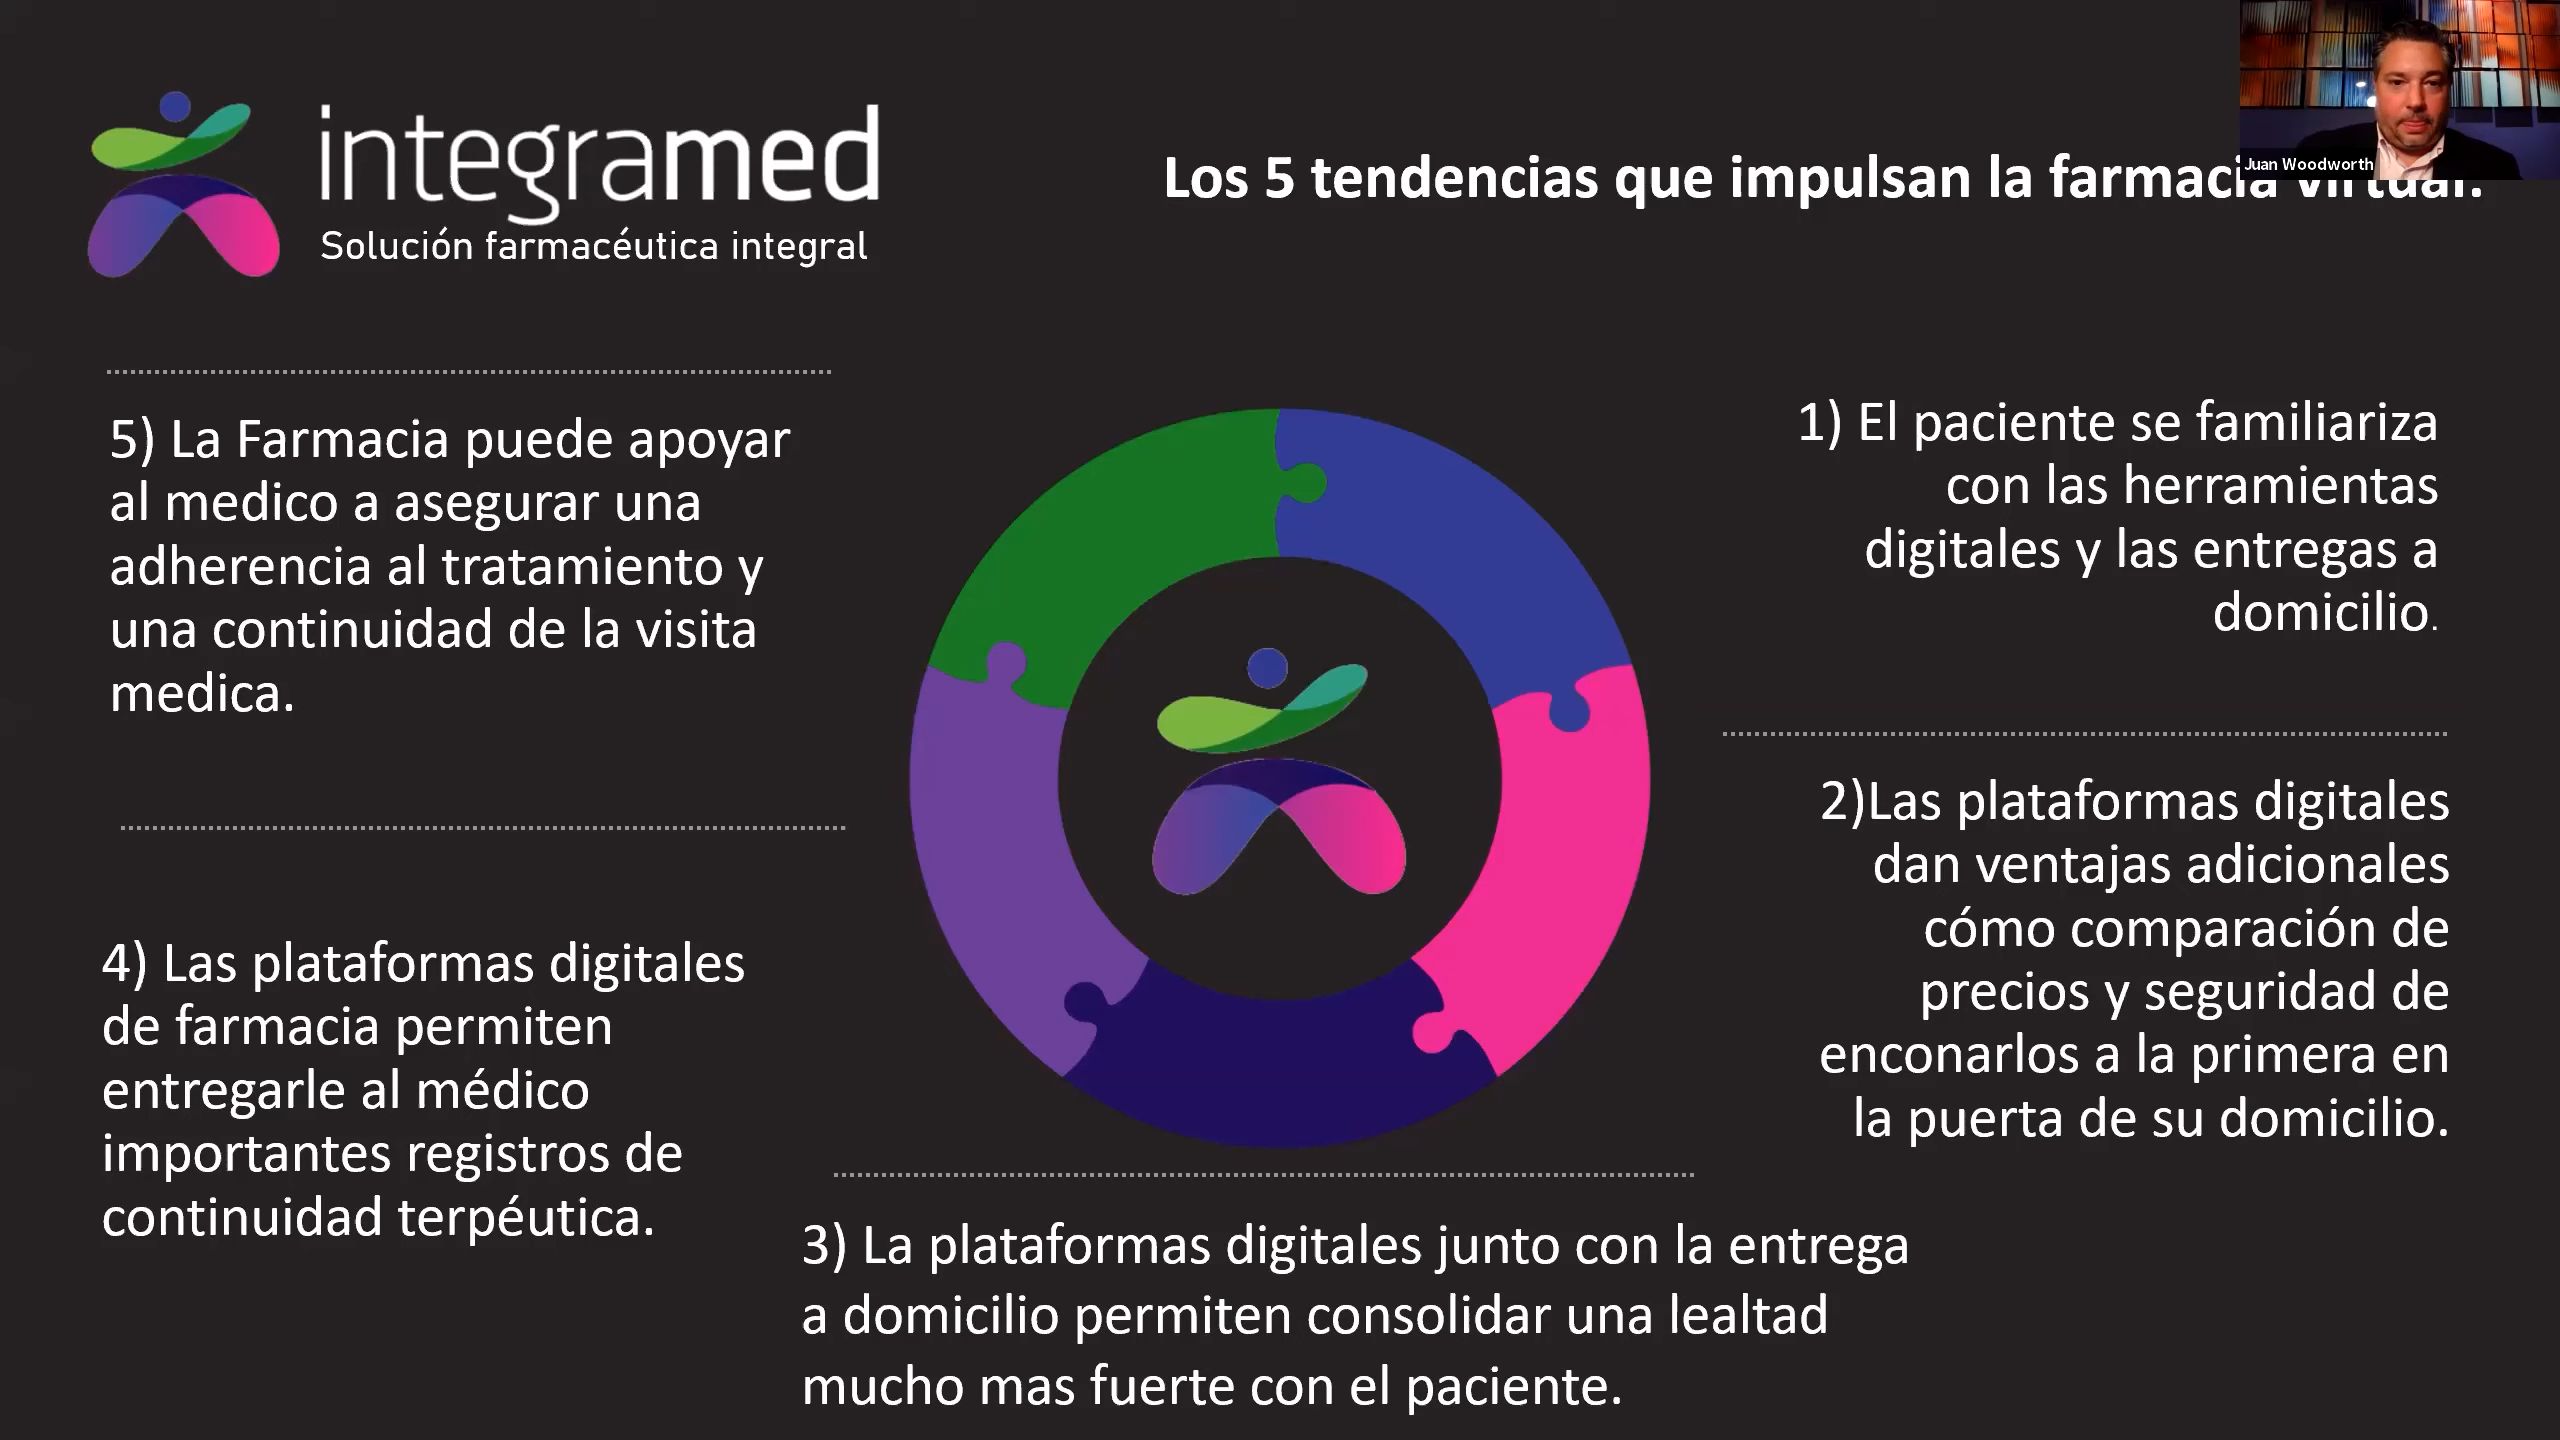 integramed
Solución farmacéutica integral
Juan Woodworth
Los 5 tendencias que impulsan la farmacia virtual.
1) El paciente se familiariza
con las herramientas
digitales y las entregas a
domicilio.
2)Las plataformas digitales
dan ventajas adicionales
cómo comparación de
precios y seguridad de
enconarlos a la primera en
la puerta de su domicilio.
3) La plataformas digitales junto con la entrega
a domicilio permiten consolidar una lealtad
mucho mas fuerte con el paciente.
4) Las plataformas digitales
de farmacia permiten
entregarle al médico
importantes registros de
continuidad terpéutica.
5) La Farmacia puede apoyar
al medico a asegurar una
adherencia al tratamiento y
una continuidad de la visita
medica.